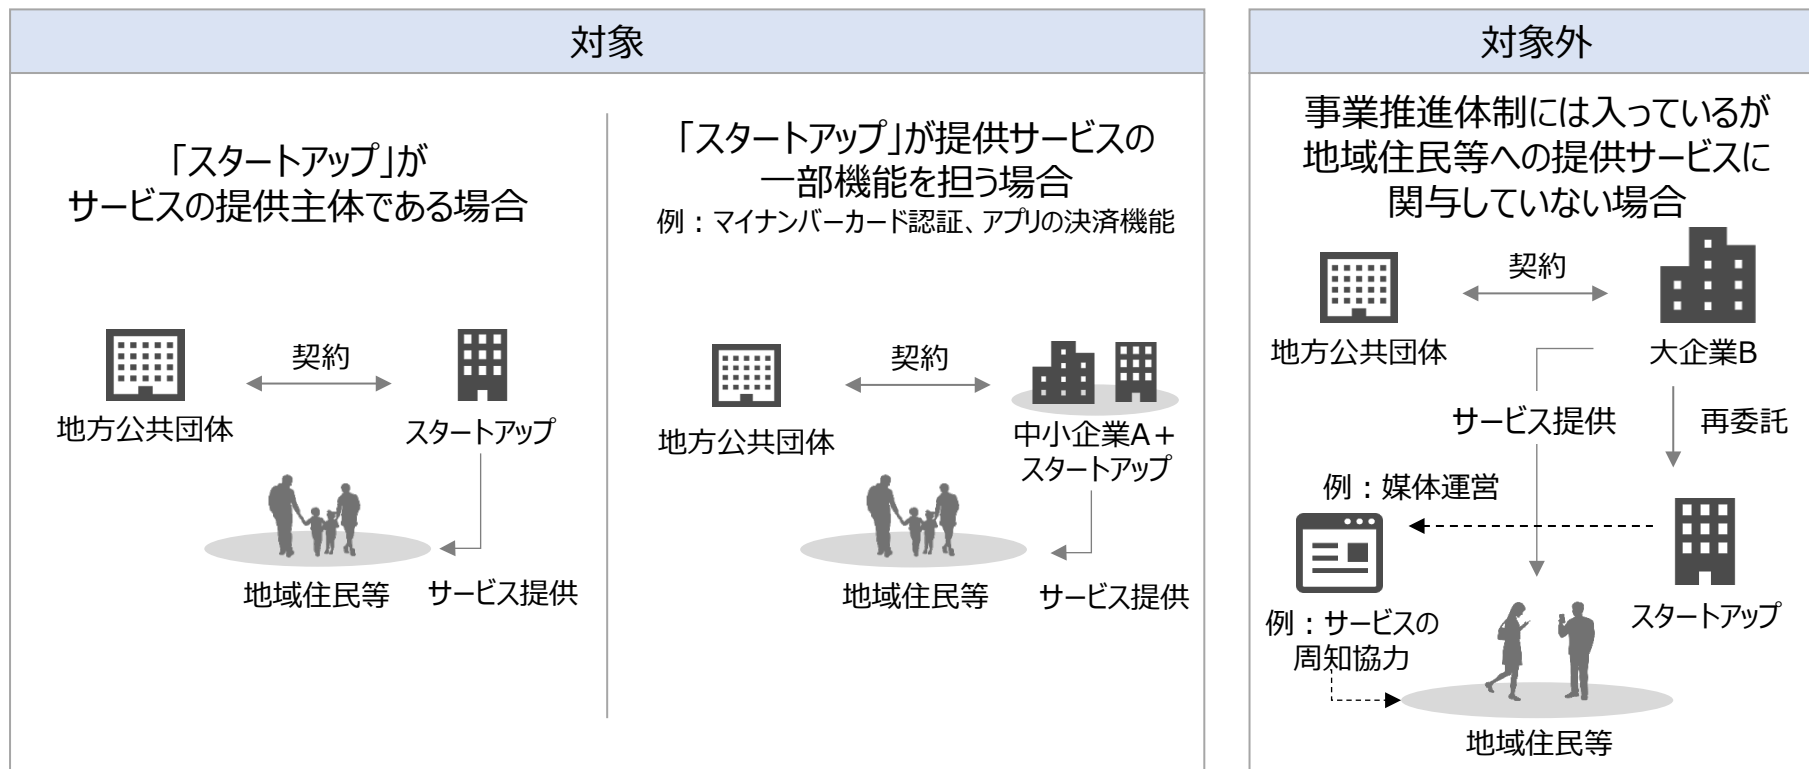 対象
「スタートアップ」が
サービスの提供主体である場合
地方公共団体
契約
スタートアップ
地域住民等
サービス提供
「スタートアップ」が提供サービスの
一部機能を担う場合
例：マイナンバーカード認証、アプリの決済機能
地方公共団体
契約
中小企業A＋
スタートアップ
地域住民等
サービス提供
対象外
事業推進体制には入っているが
地域住民等への提供サービスに
関与していない場合
契約
地方公共団体
大企業B
サービス提供
再委託
例：媒体運営
スタートアップ
例：サービスの
周知協力
地域住民等